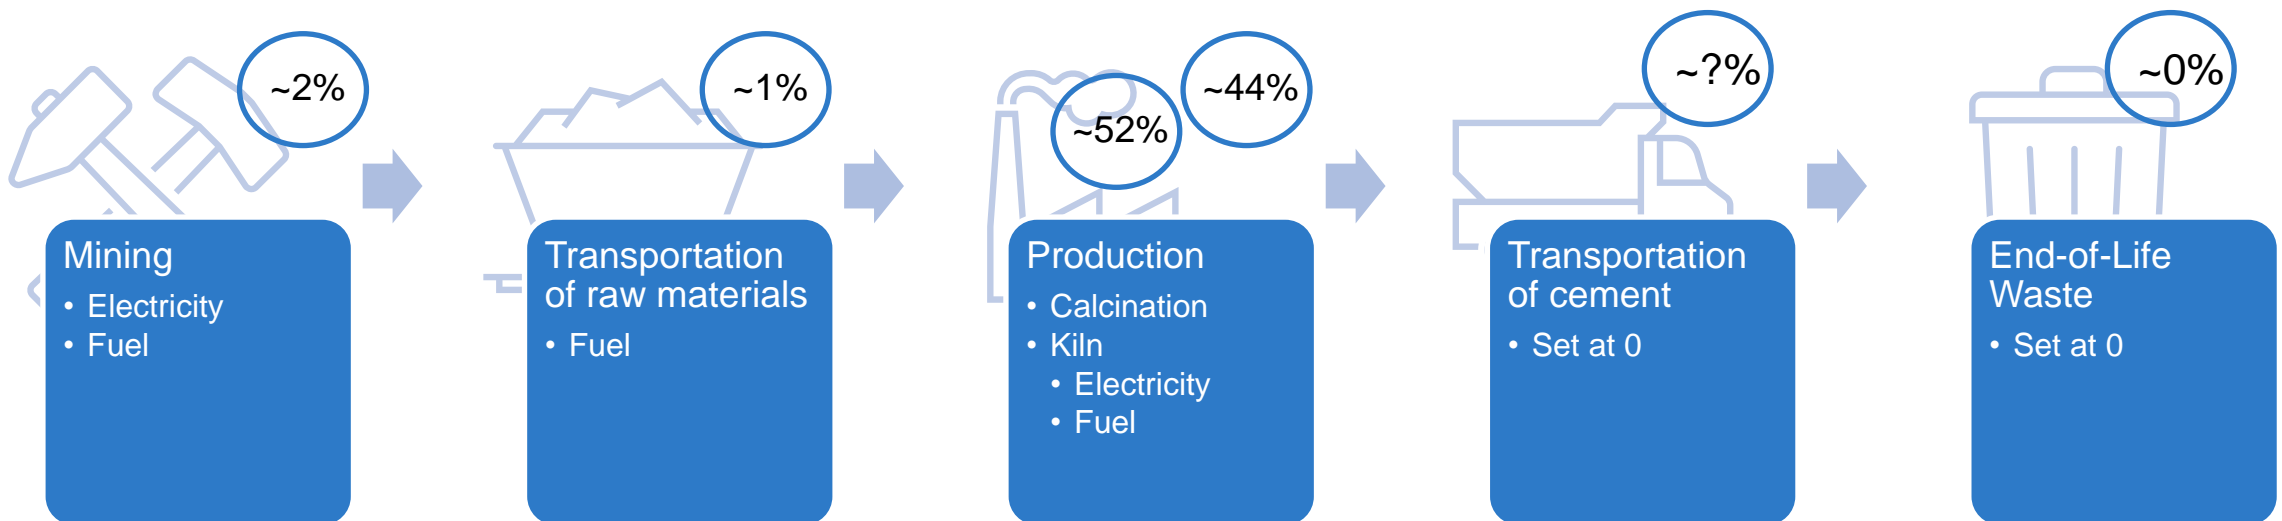 ~2%
Mining
• Electricity
• Fuel
~1%
Transportation
of raw materials
• Fuel
~52%
~44%
Production
• Calcination
• Kiln
• Electricity
• Fuel
~?%
Transportation
of cement
• Set at 0
~0%
End-of-Life
Waste
• Set at 0